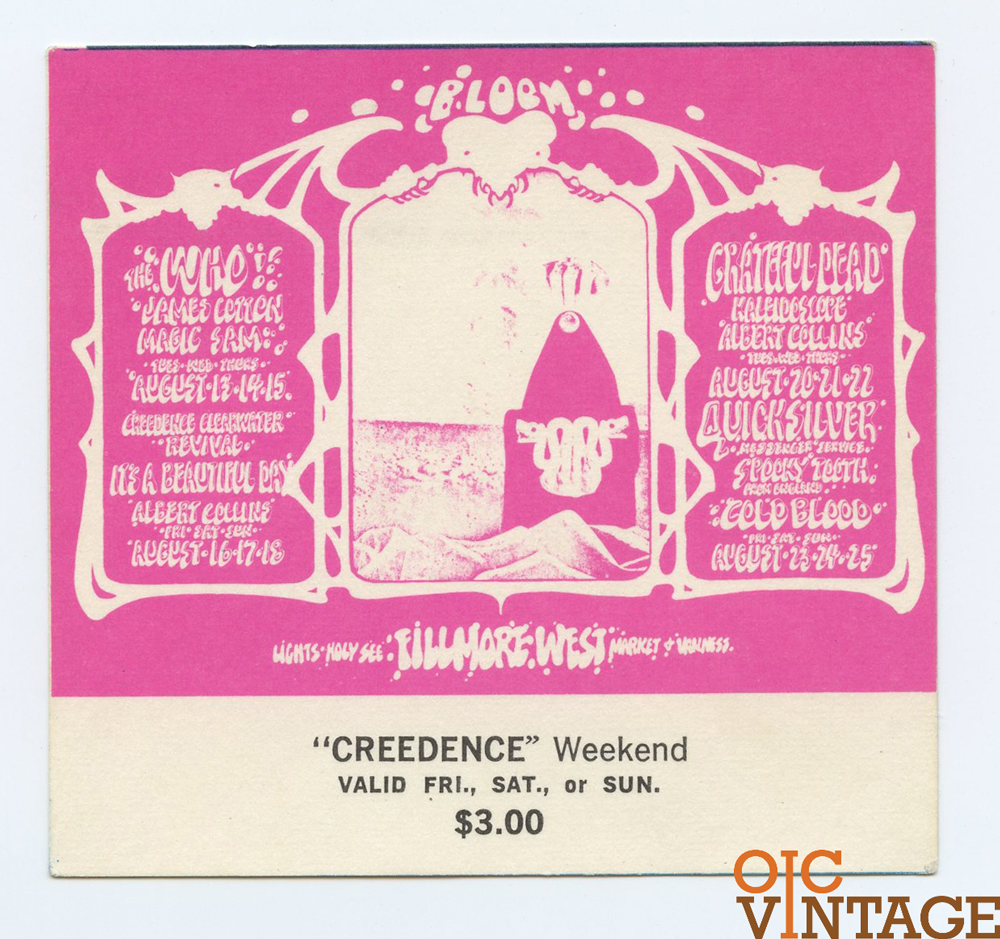 BLOOM
THE WHO
JAMES COTTON
MAGIC SAM
TUES·WED·THURS·
AUGUST·13·14·15·
CREEDENCE CLEARWATER
REVIVAL·
IT'S A BEAUTIFUL DAY
ALBERT COLLINS
·FRI·SAT·SUN·
AUGUST·16·17·18
GRATEFUL DEAD
KALEIDOSCOPE
ALBERT COLLINS
·TUES·WED·THURS·
AUGUST·20·21·22
QUICKSILVER
MESSENGER SERVICE·
SPOOKY TOOTH
FROM ENGLAND
COLD BLOOD
·FRI·SAT·SUN·
AUGUST·23·24·25
LIGHTS·HOLY SEE: FILLMORE WEST MARKET + VANNESS.
“CREEDENCE” Weekend
VALID FRI., SAT., or SUN.
$3.00
OIC
VINTAGE